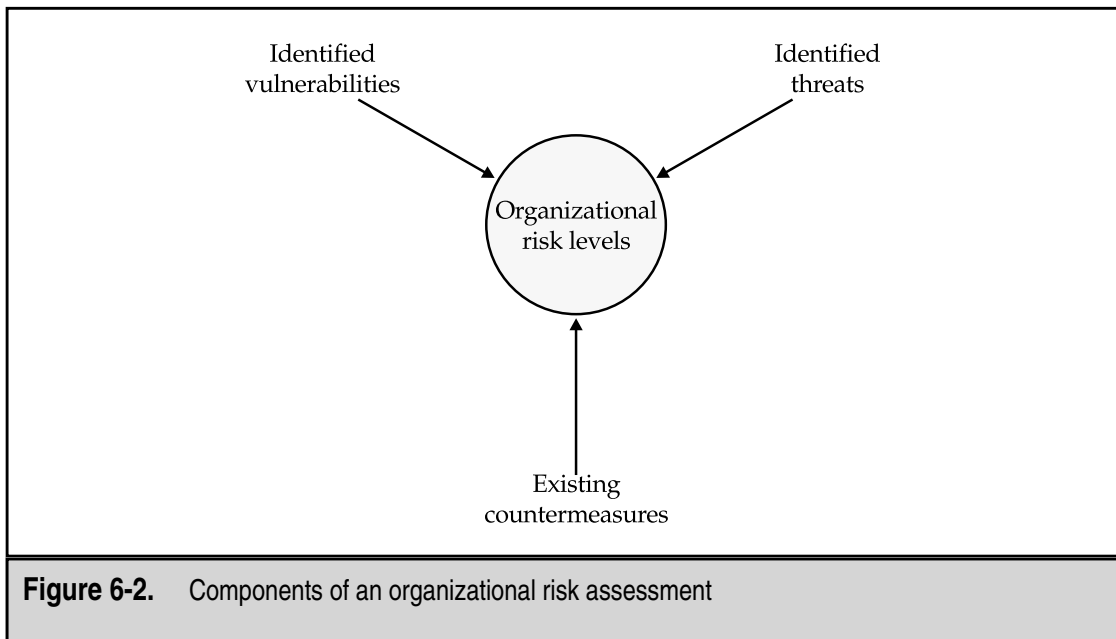 Identified
vulnerabilities
Identified
threats
Organizational
risk levels
Existing
countermeasures
Figure 6-2. Components of an organizational risk assessment